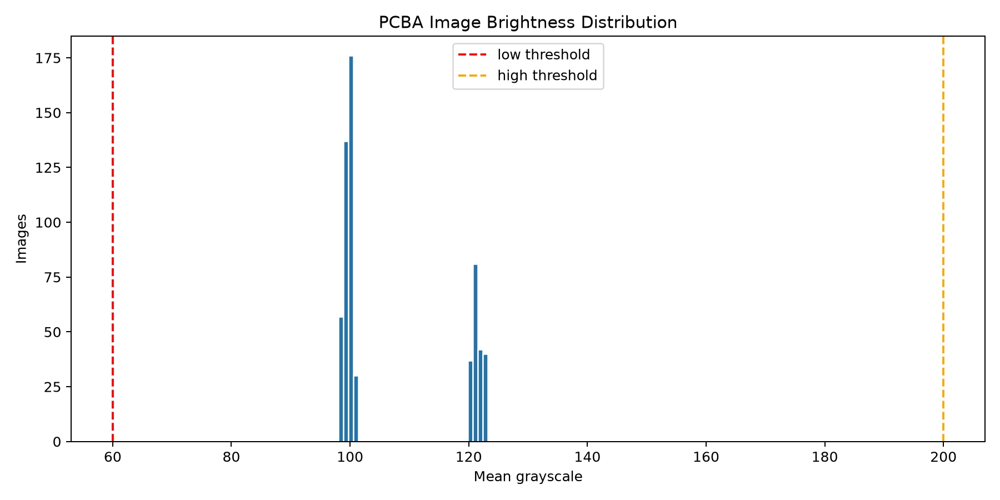 PCBA Image Brightness Distribution
low threshold
high threshold
175
150
125
100
75
50
25
0
Images
60 80 100 120 140 160 180 200
Mean grayscale